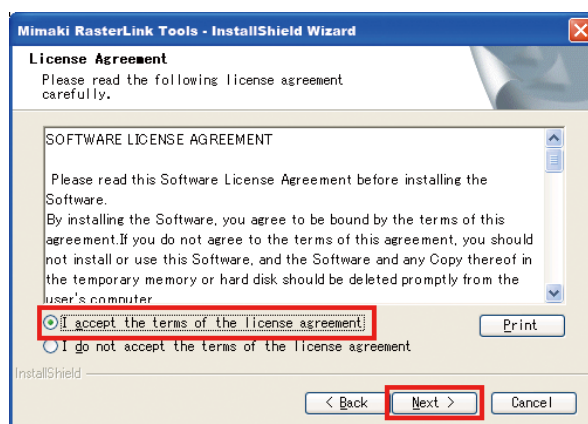 Mimaki RasterLink Tools - InstallShield Wizard
License Agreement
Please read the following license agreement
carefully.
SOFTWARE LICENSE AGREEMENT
Please read this Software License Agreement before installing the
Software.
By installing the Software, you agree to be bound by the terms of this
agreement.If you do not agree to the terms of this agreement, you should
not install or use this Software, and the Software and any Copy thereof in
the temporary memory or hard disk should be deleted promptly from the
user's computer
I accept the terms of the license agreement
Print
I do not accept the terms of the license agreement
InstallShield
< Back
Next >
Cancel